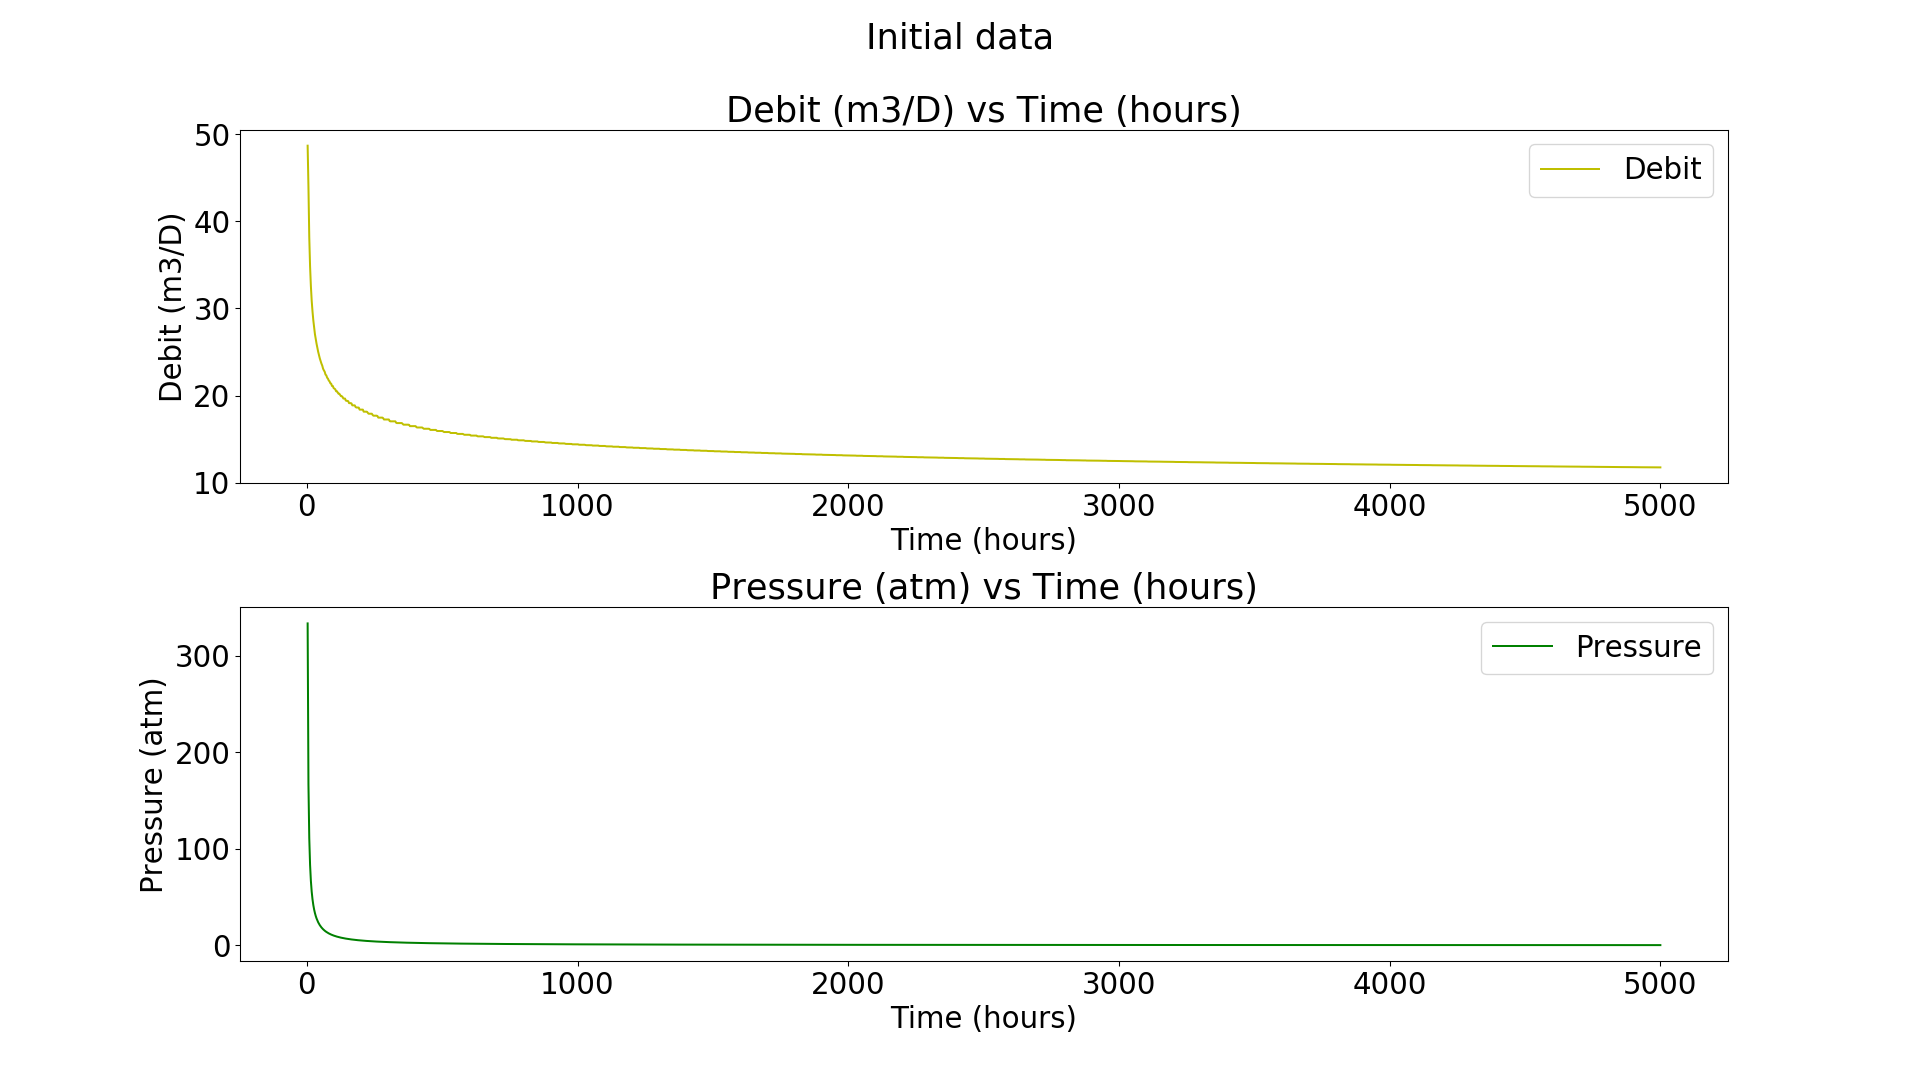 Initial data
Debit (m3/D) vs Time (hours)
50
40
30
20
10
Debit (m3/D)
Debit
0 1000 2000 3000 4000 5000
Time (hours)
Pressure (atm) vs Time (hours)
300
200
100
0
Pressure (atm)
Pressure
0 1000 2000 3000 4000 5000
Time (hours)